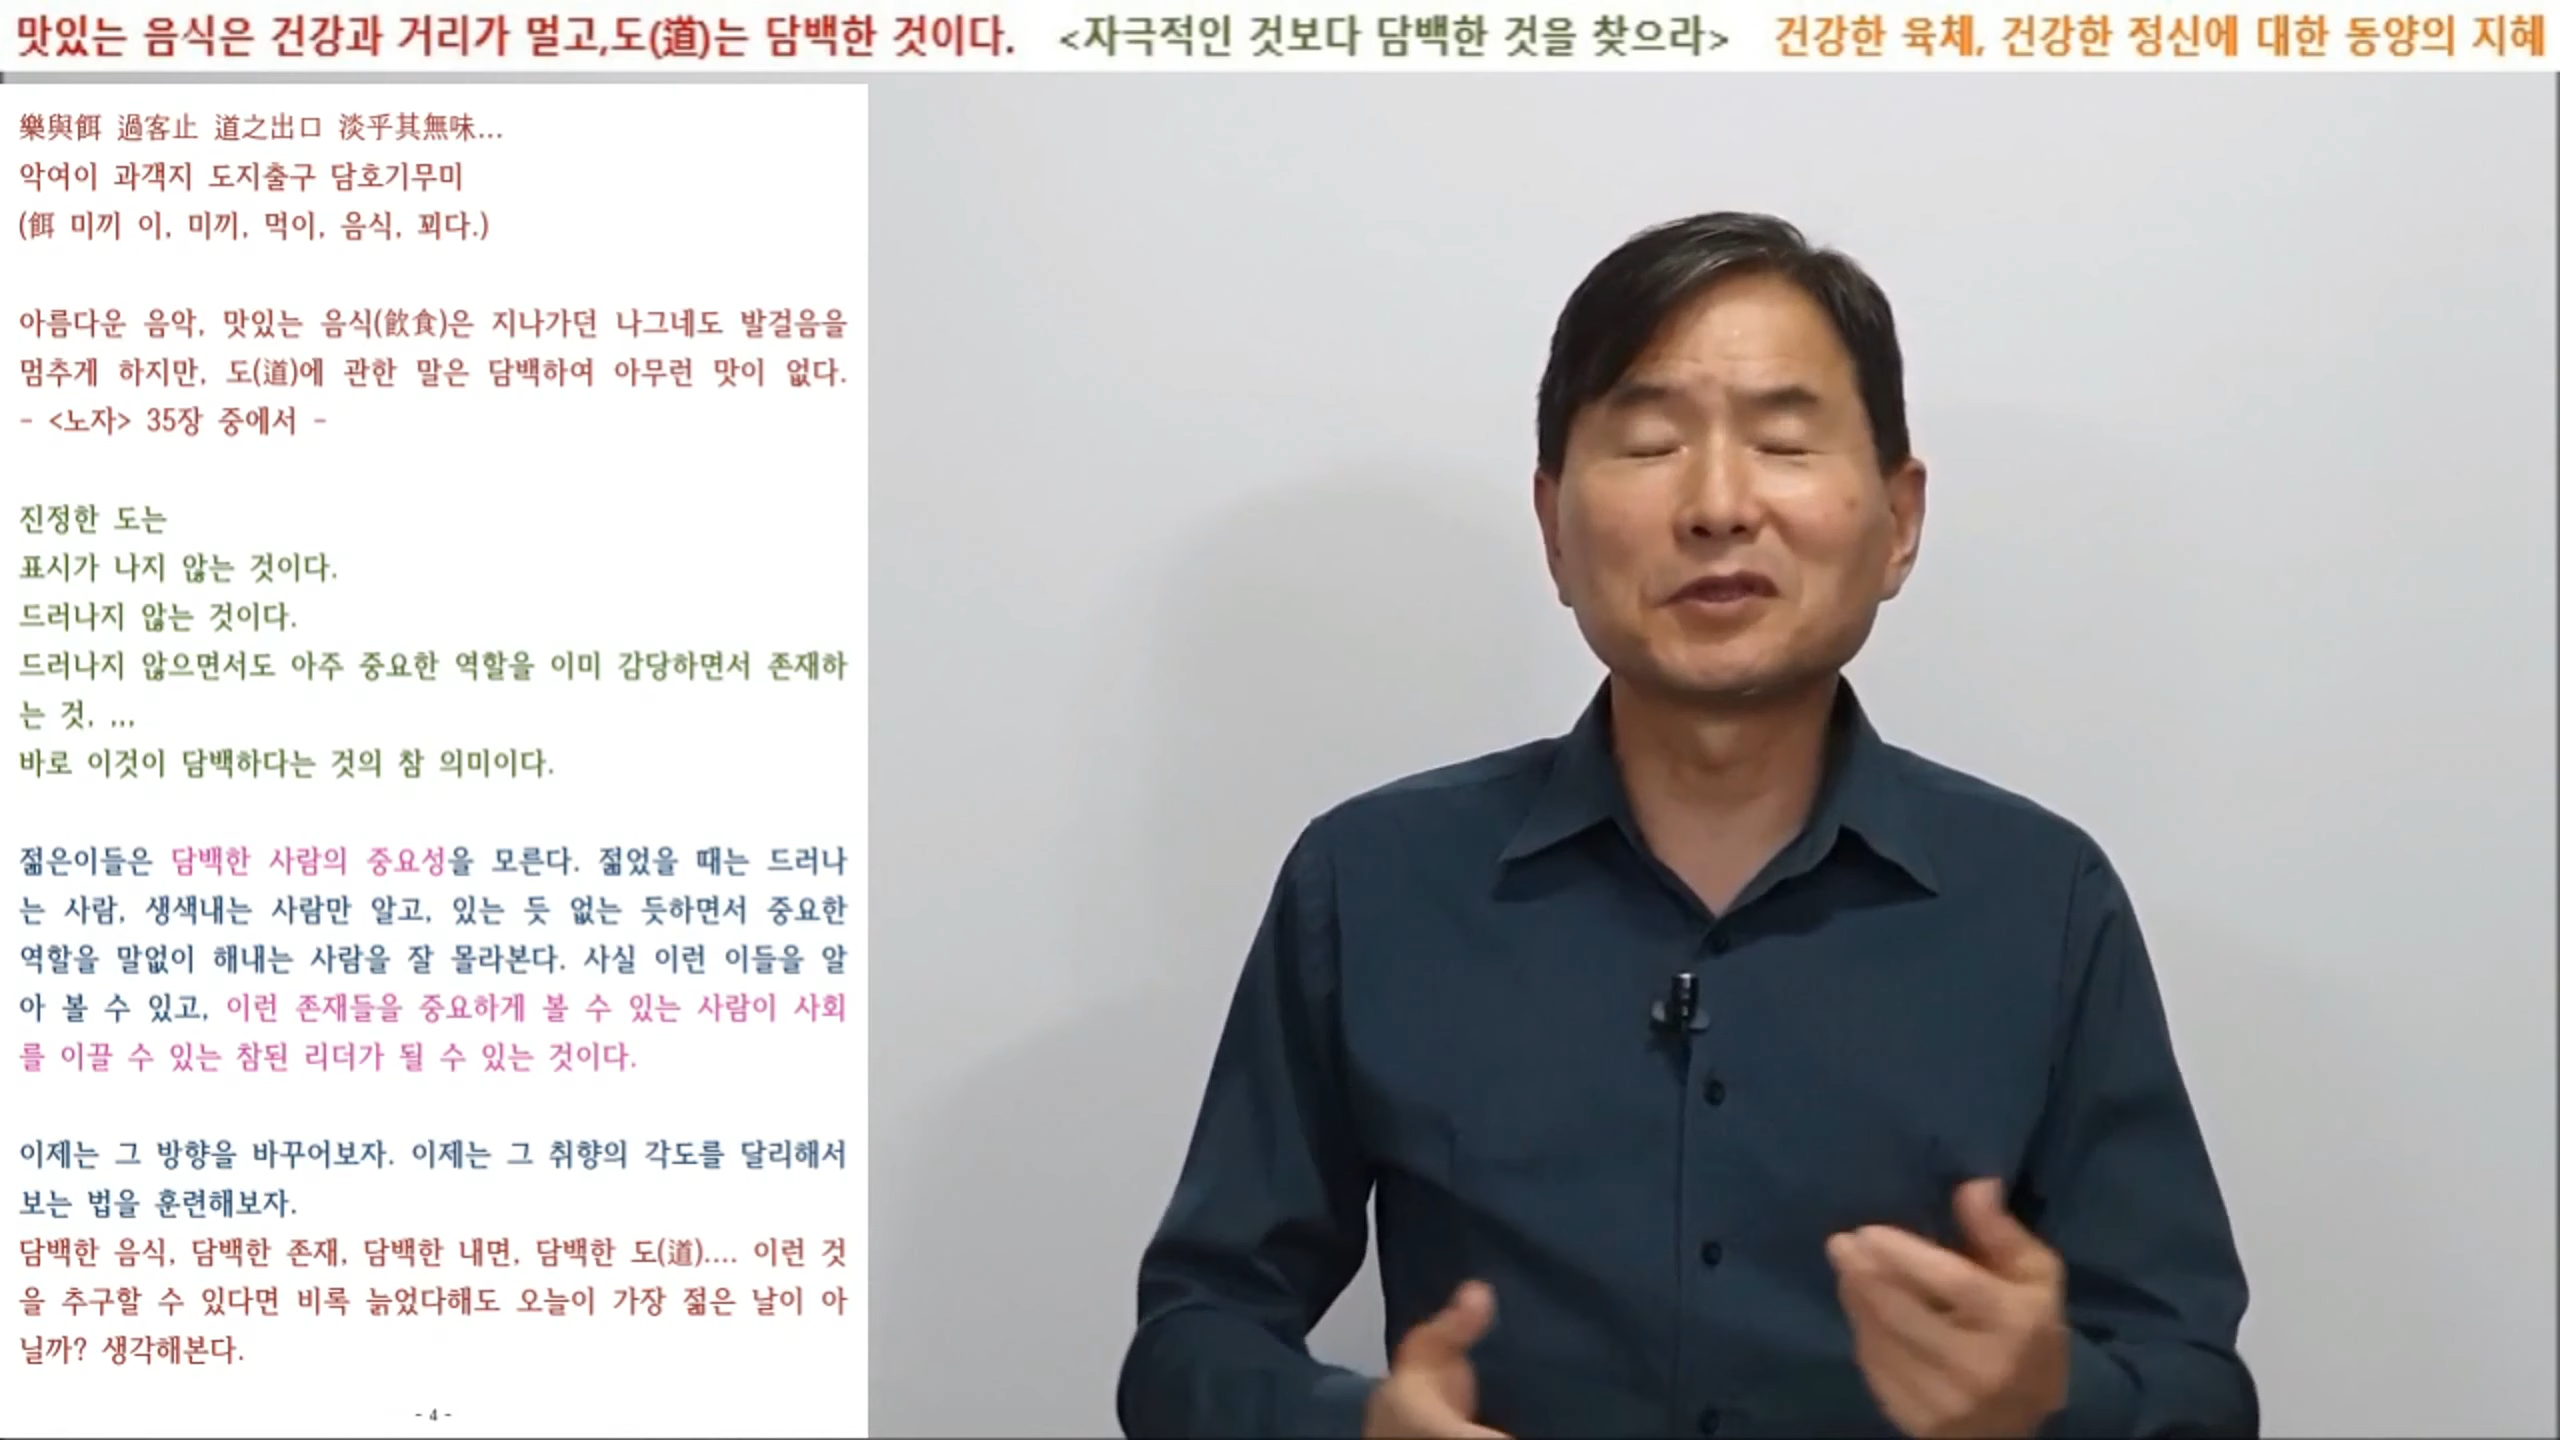 맛있는 음식은 건강과 거리가 멀고,도(道)는 담백한 것이다. <자극적인 것보다 담백한 것을 찾으라> 건강한 육체, 건강한 정신에 대한 동양의 지혜
樂與餌 過客止 道之出口 淡乎其無味...
악여이 과객지 도지출구 담호기무미
(餌 미끼 이, 미끼, 먹이, 음식, 꾀다.)
아름다운 음악, 맛있는 음식(飮食)은 지나가던 나그네도 발걸음을
멈추게 하지만, 도(道)에 관한 말은 담백하여 아무런 맛이 없다.
- <노자> 35장 중에서 -
진정한 도는
표시가 나지 않는 것이다.
드러나지 않는 것이다.
드러나지 않으면서도 아주 중요한 역할을 이미 감당하면서 존재하
는 것, ...
바로 이것이 담백하다는 것의 참 의미이다.
젊은이들은 담백한 사람의 중요성을 모른다. 젊었을 때는 드러나
는 사람, 생색내는 사람만 알고, 있는 듯 없는 듯하면서 중요한
역할을 말없이 해내는 사람을 잘 몰라본다. 사실 이런 이들을 알
아 볼 수 있고, 이런 존재들을 중요하게 볼 수 있는 사람이 사회
를 이끌 수 있는 참된 리더가 될 수 있는 것이다.
이제는 그 방향을 바꾸어보자. 이제는 그 취향의 각도를 달리해서
보는 법을 훈련해보자.
담백한 음식, 담백한 존재, 담백한 내면, 담백한 도(道).... 이런 것
을 추구할 수 있다면 비록 늙었다해도 오늘이 가장 젊은 날이 아
닐까? 생각해본다.
- 4 -